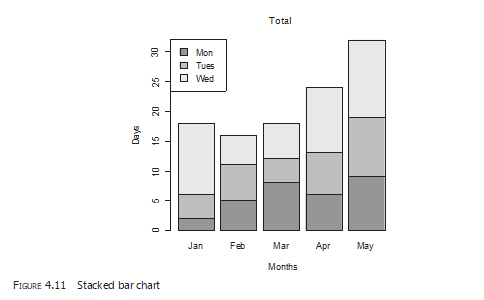 Total
Mon
Tues
Wed
30
25
20
15
10
5
0
Days
Jan Feb Mar Apr May
Months
FIGURE 4.11 Stacked bar chart